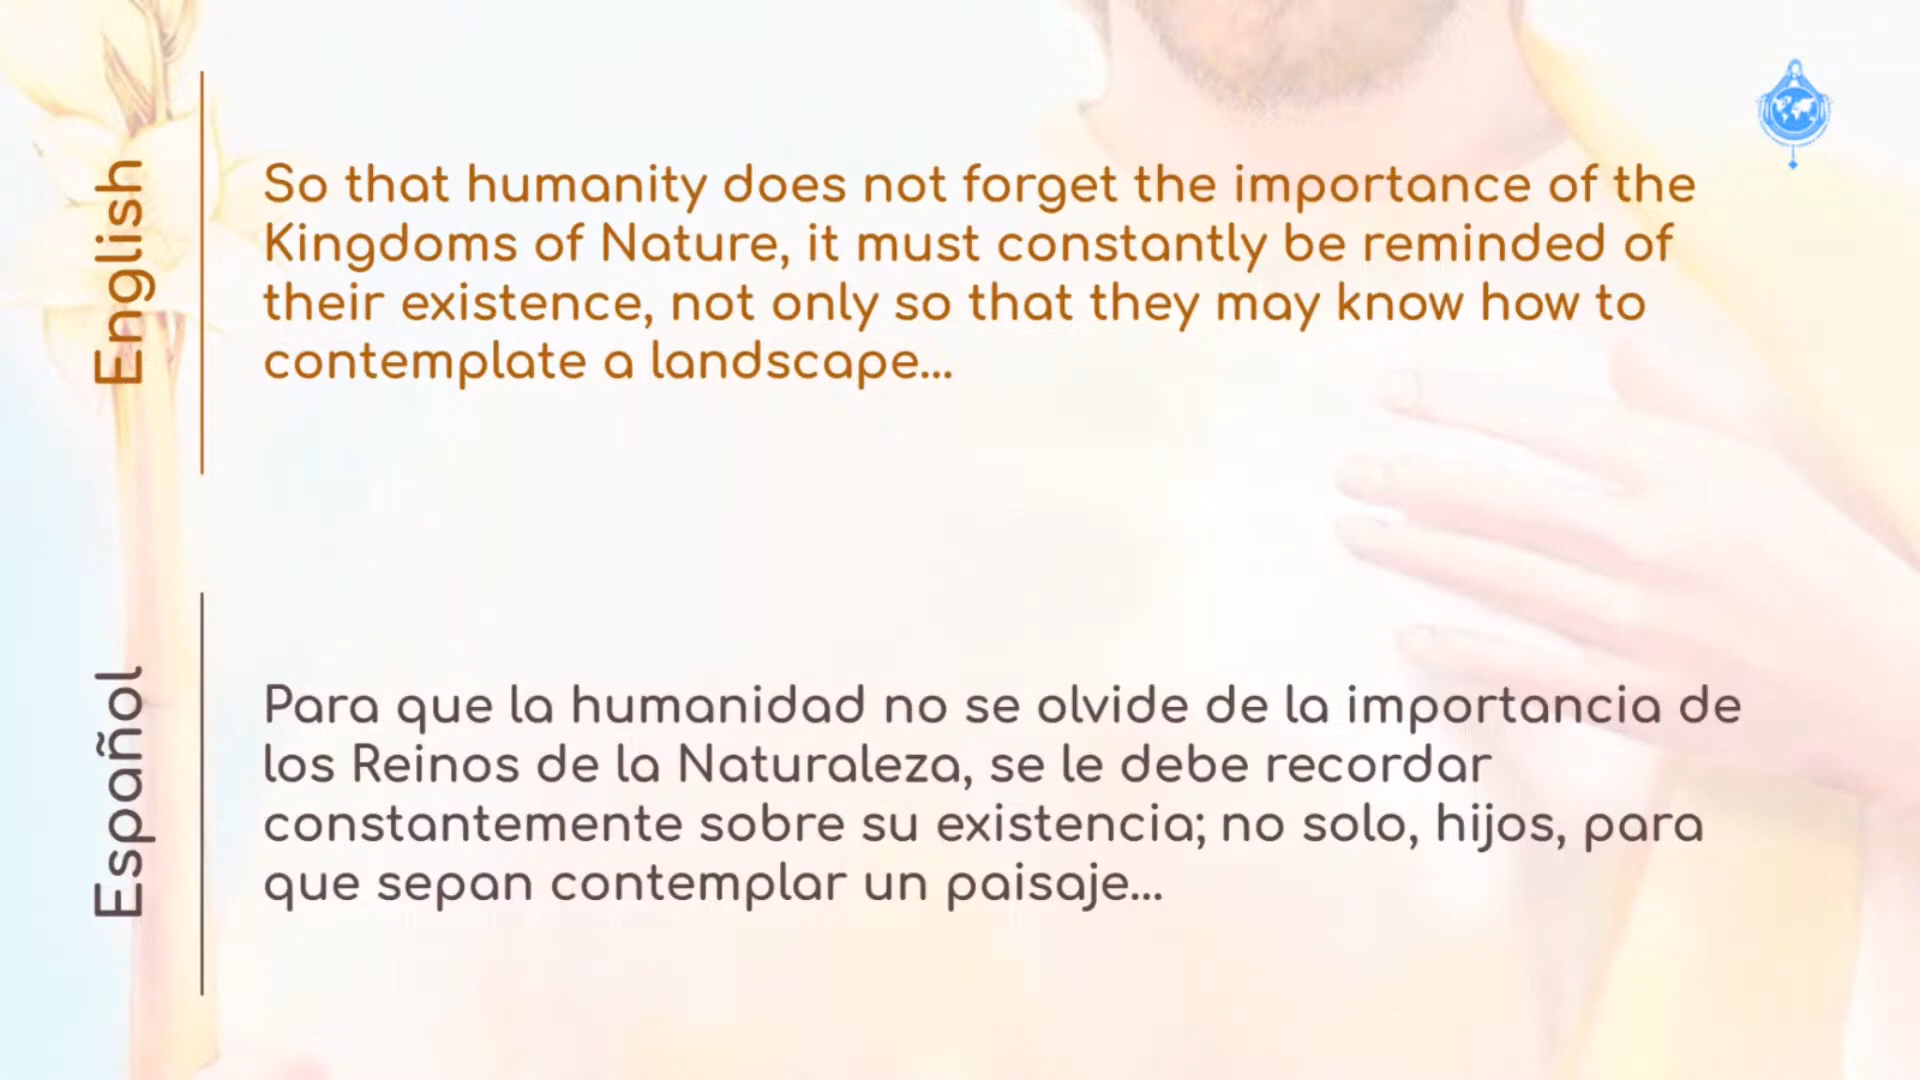 English
So that humanity does not forget the importance of the
Kingdoms of Nature, it must constantly be reminded of
their existence, not only so that they may know how to
contemplate a landscape...
Español
Para que la humanidad no se olvide de la importancia de
los Reinos de la Naturaleza, se le debe recordar
constantemente sobre su existencia; no solo, hijos, para
que sepan contemplar un paisaje...